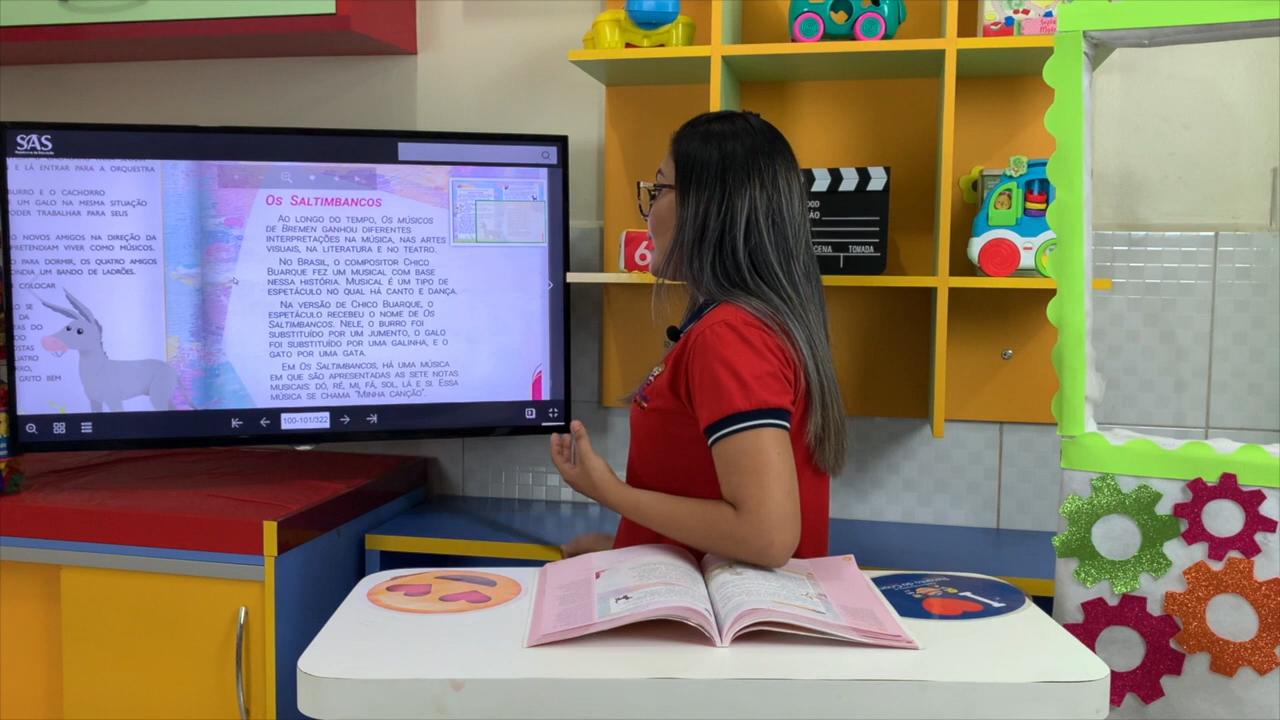 SAS
E LÁ ENTRAR PARA A ORQUESTRA
BURRO E O CACHORRO
UM GALO NA MESMA SITUAÇÃO
PODER TRABALHAR PARA SEUS
NOVOS AMIGOS NA DIREÇÃO DA
PRETENDIAM VIVER COMO MÚSICOS.
PARA DORMIR, OS QUATRO AMIGOS
UM BANDO DE LADRÕES.
COLOCAR
SE
DA
DO
GRITO BEM
OS SALTIMBANCOS
AO LONGO DO TEMPO, OS MÚSICOS
DE BREMEN GANHOU DIFERENTES
INTERPRETAÇÕES NA MÚSICA, NAS ARTES
VISUAIS, NA LITERATURA E NO TEATRO.
NO BRASIL, O COMPOSITOR CHICO
BUARQUE FEZ UM MUSICAL COM BASE
NESSA HISTÓRIA. MUSICAL É UM TIPO DE
ESPETÁCULO NO QUAL HÁ CANTO E DANÇA.
NA VERSÃO DE CHICO BUARQUE, O
ESPETÁCULO RECEBEU O NOME DE OS
SALTIMBANCOS. NELE, O BURRO FOI
SUBSTITUÍDO POR UM JUMENTO, O GALO
FOI SUBSTITUÍDO POR UMA GALINHA, E O
GATO POR UMA GATA.
EM OS SALTIMBANCOS, HÁ UMA MÚSICA
EM QUE SÃO APRESENTADAS AS SETE NOTAS
MUSICAIS: DÓ, RÉ, MI, FÁ, SOL, LÁ E SI. ESSA
MÚSICA SE CHAMA "MINHA CANÇÃO".
100-101/322
6
CENA TOMADA
I